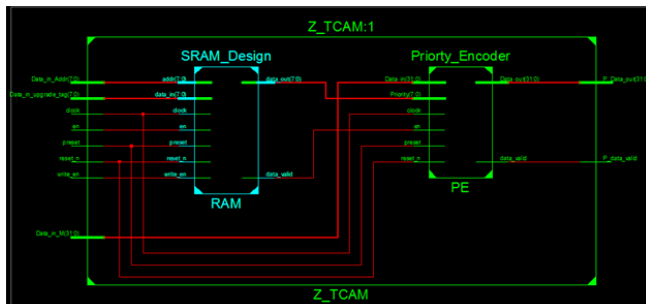 Z_TCAM:1
SRAM_Design
Priorty_Encoder
Data_in_Addr(7:0)
addr(7:0)
data_out(7:0)
Data_in(31:0)
Data_out(31:0)
P_Data_out(31:0)
Data_in_upgrade_tag(7:0)
data_in(7:0)
Priority(7:0)
clock
clock
clock
en
en
en
preset
preset
preset
reset_n
reset_n
reset_n
data_valid
P_data_valid
write_en
write_en
data_valid
RAM
PE
Data_in_M(31:0)
Z_TCAM